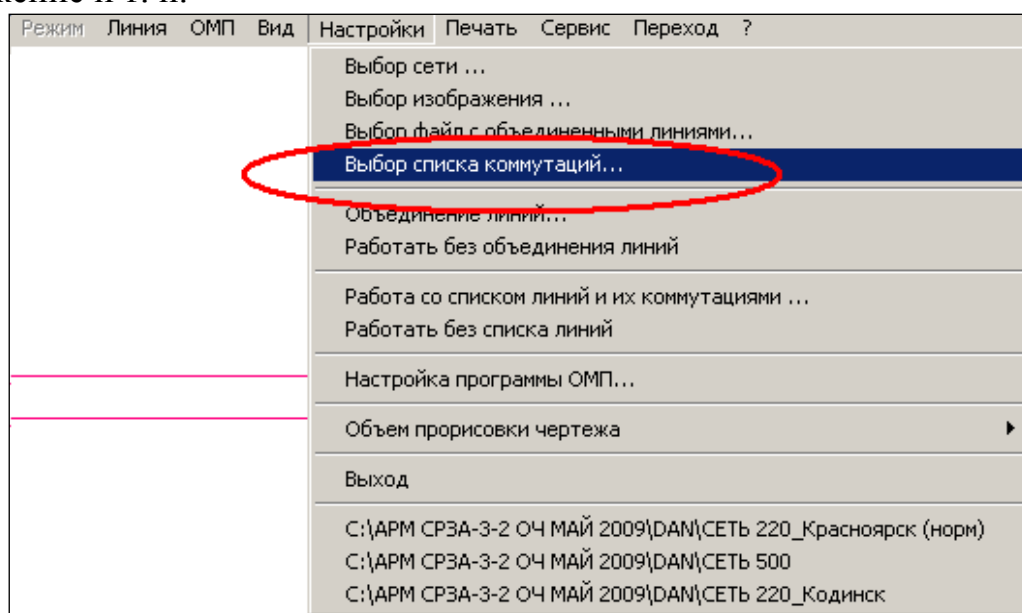 Режим Линия ОМП Вид Настройки Печать Сервис Переход ?
Выбор сети ...
Выбор изображения ...
Выбор файл с объединенными линиями...
Выбор списка коммутаций...
Объединение линий...
Работать без объединения линий
Работа со списком линий и их коммутациями ...
Работать без списка линий
Настройка программы ОМП...
Объем прорисовки чертежа
Выход
C:\АРМ СРЗА-3-2 ОЧ МАЙ 2009\DAN\СЕТЬ 220_Красноярск (норм)
C:\АРМ СРЗА-3-2 ОЧ МАЙ 2009\DAN\СЕТЬ 500
C:\АРМ СРЗА-3-2 ОЧ МАЙ 2009\DAN\СЕТЬ 220_Кодинск